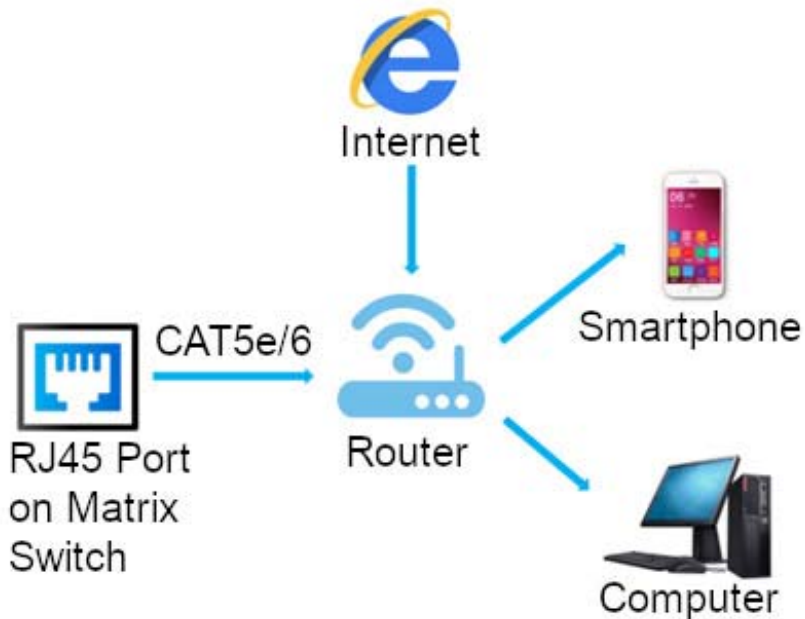 Internet
CAT5e/6
Smartphone
Router
RJ45 Port
on Matrix
Switch
Computer